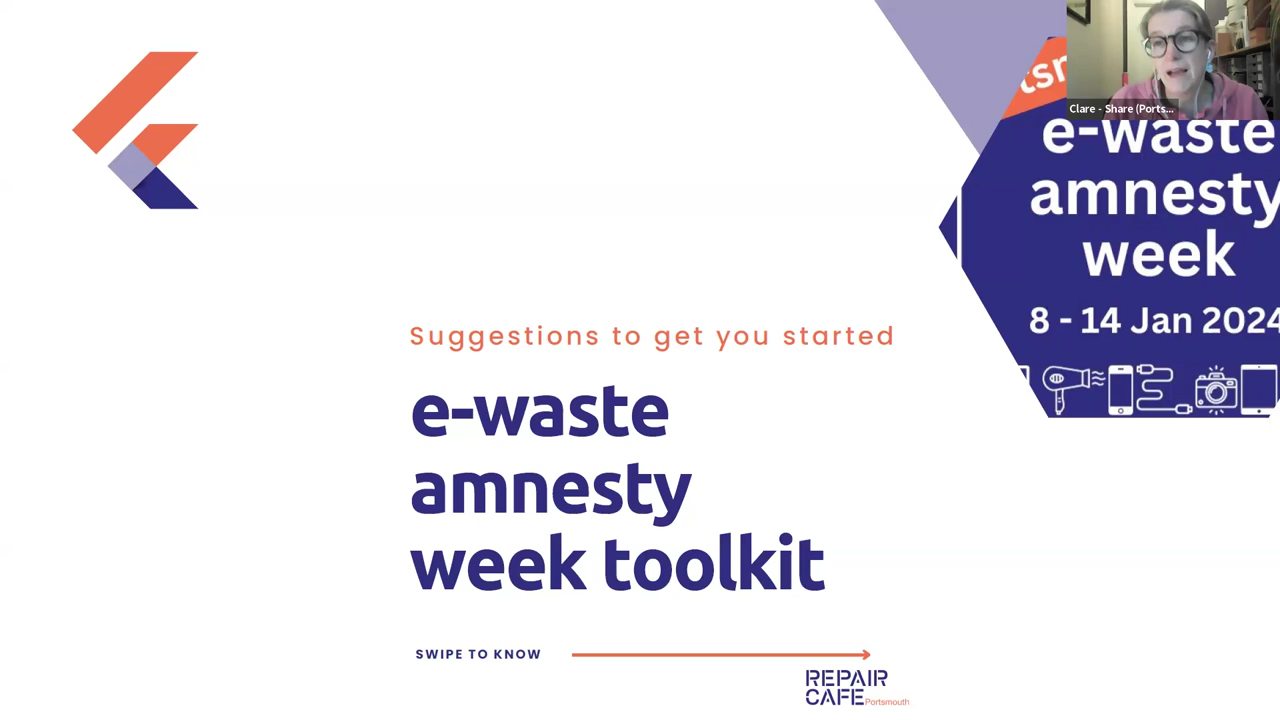 Clare - Share (Ports...
e-waste
amnesty
week
8 - 14 Jan 2024
Suggestions to get you started
e-waste
amnesty
week toolkit
SWIPE TO KNOW
REPAIR
CAFE Portsmouth